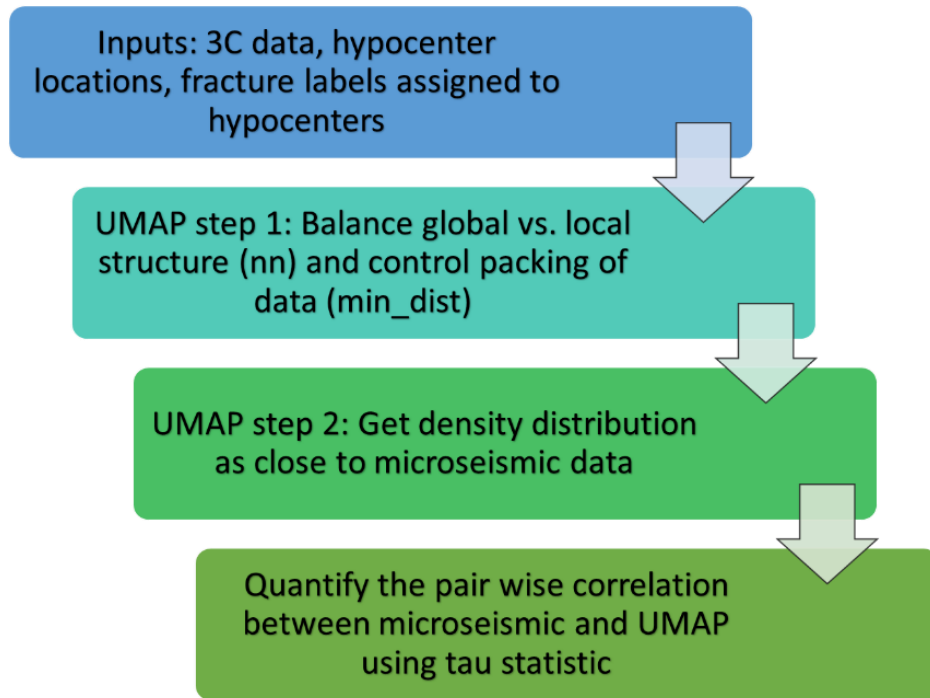 Inputs: 3C data, hypocenter
locations, fracture labels assigned to
hypocenters
UMAP step 1: Balance global vs. local
structure (nn) and control packing of
data (min_dist)
UMAP step 2: Get density distribution
as close to microseismic data
Quantify the pair wise correlation
between microseismic and UMAP
using tau statistic